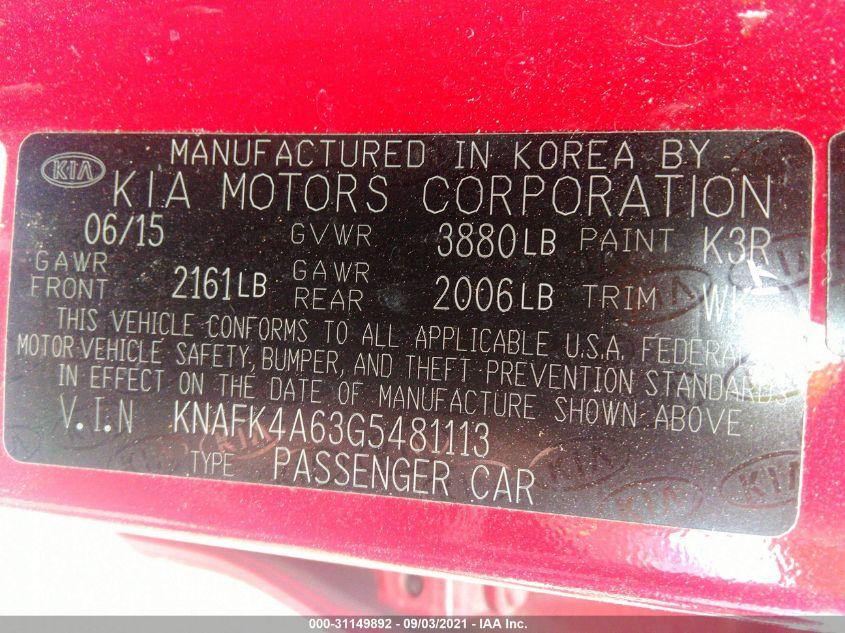 KIA
MANUFACTURED IN KOREA BY
KIA MOTORS CORPORATION
06/15 GVWR 3880LB PAINT K3R
GAWR FRONT 2161LB GAWR REAR 2006LB TRIM
THIS VEHICLE CONFORMS TO ALL APPLICABLE U.S.A. FEDERAL
MOTOR VEHICLE SAFETY, BUMPER, AND THEFT PREVENTION STANDARDS
IN EFFECT ON THE DATE OF MANUFACTURE SHOWN ABOVE
V.I.N KNAFK4A63G5481113
TYPE PASSENGER CAR
000-31149892 - 09/03/2021 - IAA Inc.